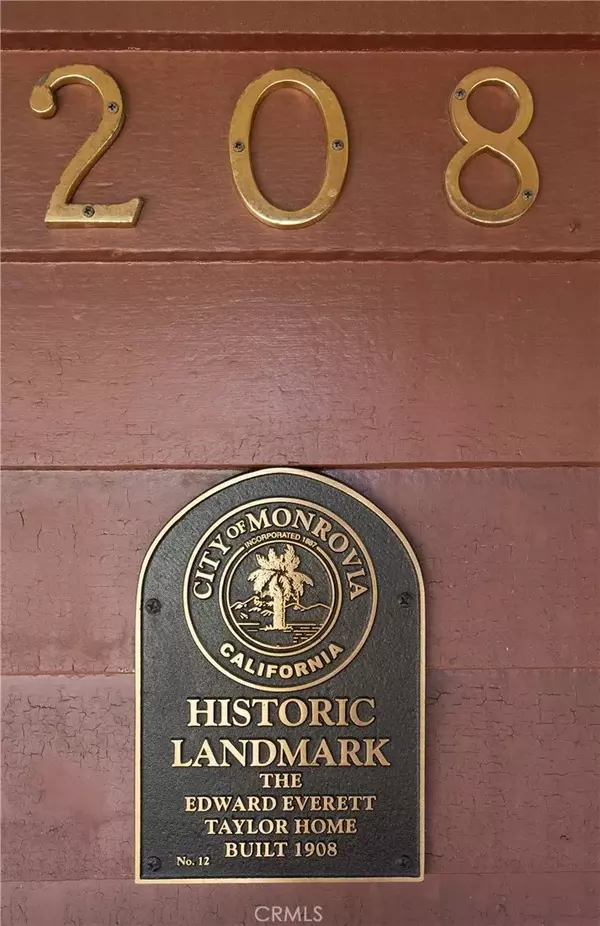 208
CITY OF MONROVIA
INCORPORATED 1887
CALIFORNIA
HISTORIC
LANDMARK
THE
EDWARD EVERETT
TAYLOR HOME
BUILT 1908
No. 12
CRMLS